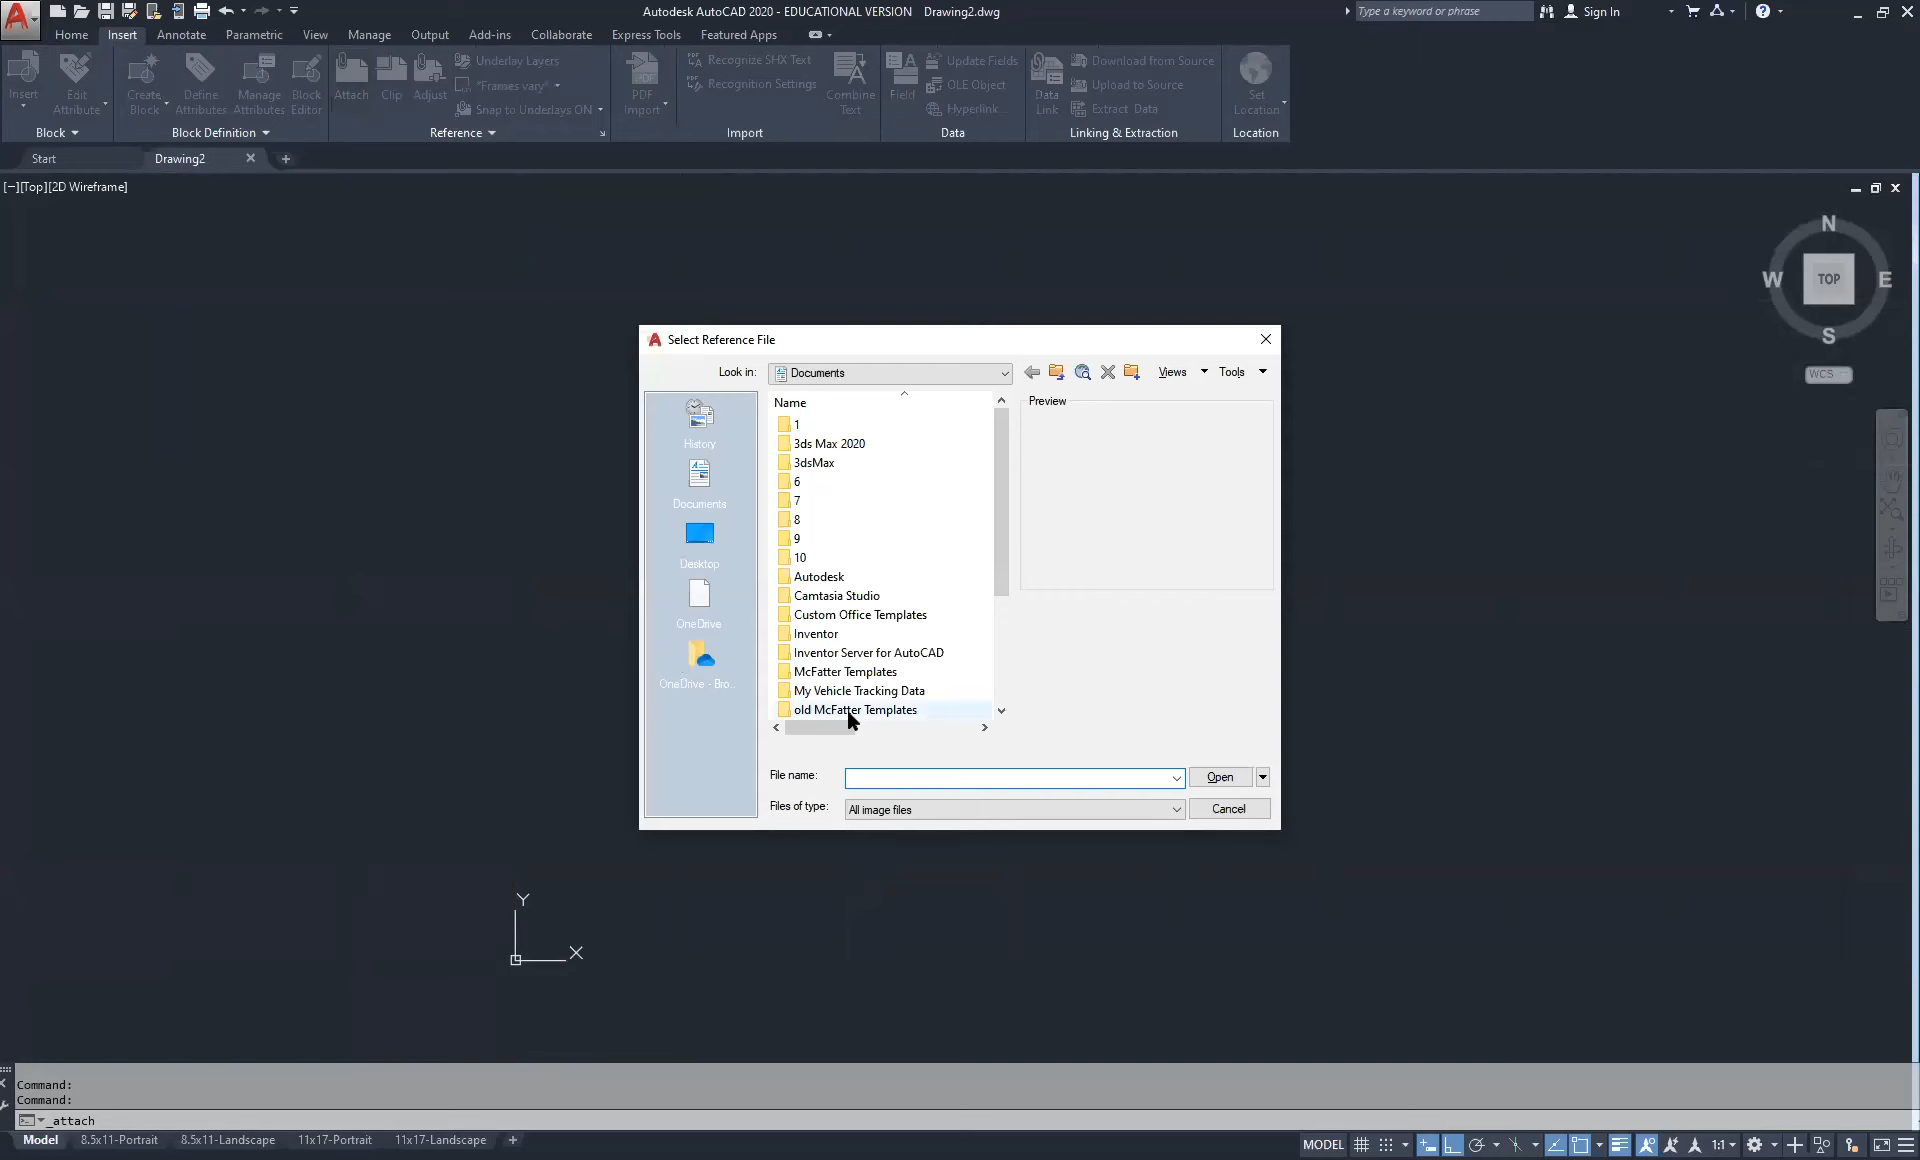 Autodesk AutoCAD 2020 - EDUCATIONAL VERSION Drawing2.dwg
Type a keyword or phrase
Sign In
Home Insert Annotate Parametric View Manage Output Add-ins Collaborate Express Tools Featured Apps
Insert
Edit Attribute
Create Block
Define Attributes
Manage Attributes
Block Editor
Attach
Clip
Adjust
Underlay Layers
*Frames vary*
Snap to Underlays ON
PDF Import
Recognize SHX Text
Recognition Settings
Combine Text
Field
Update Fields
OLE Object
Hyperlink...
Data Link
Download from Source
Upload to Source
Extract Data
Set Location
Block
Block Definition
Reference
Import
Data
Linking & Extraction
Location
Start
Drawing2
[−][Top][2D Wireframe]
N
W
TOP
E
S
WCS
Select Reference File
Look in:
Documents
Views
Tools
History
Documents
Desktop
OneDrive
OneDrive - Bro...
Name
1
3ds Max 2020
3dsMax
6
7
8
9
10
Autodesk
Camtasia Studio
Custom Office Templates
Inventor
Inventor Server for AutoCAD
McFatter Templates
My Vehicle Tracking Data
old McFatter Templates
Preview
File name:
Open
Files of type:
All image files
Cancel
Y
X
Command:
Command:
_attach
Model 8.5x11-Portrait 8.5x11-Landscape 11x17-Portrait 11x17-Landscape
MODEL
1:1